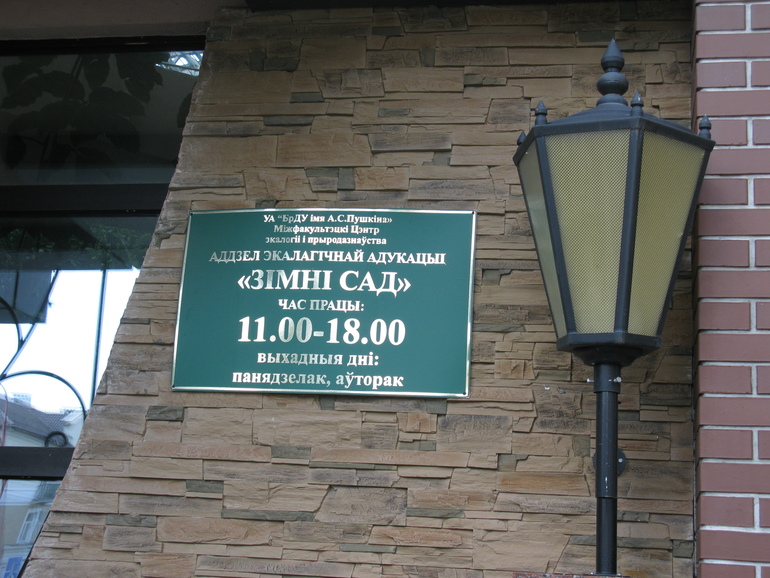 УА "БрДУ імя А.С.Пушкіна»
Міжфакультэцкі Цэнтр
экалогіі і прыродазнаўства
АДДЗЕЛ ЭКАЛАГІЧНАЙ АДУКАЦЫІ
«ЗІМНІ САД»
ЧАС ПРАЦЫ:
11.00-18.00
выхадныя дні:
панядзелак, аўторак